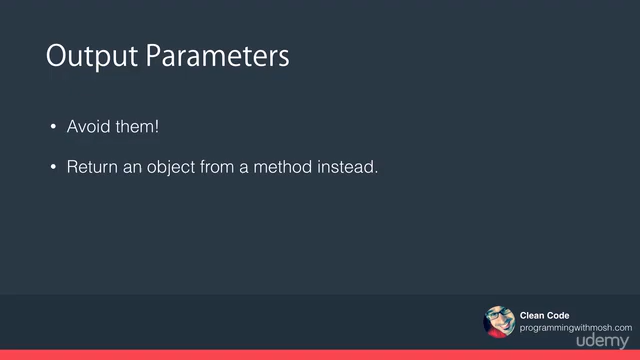 Output Parameters
• Avoid them!
• Return an object from a method instead.
Clean Code
programmingwithmosh.com
udemy